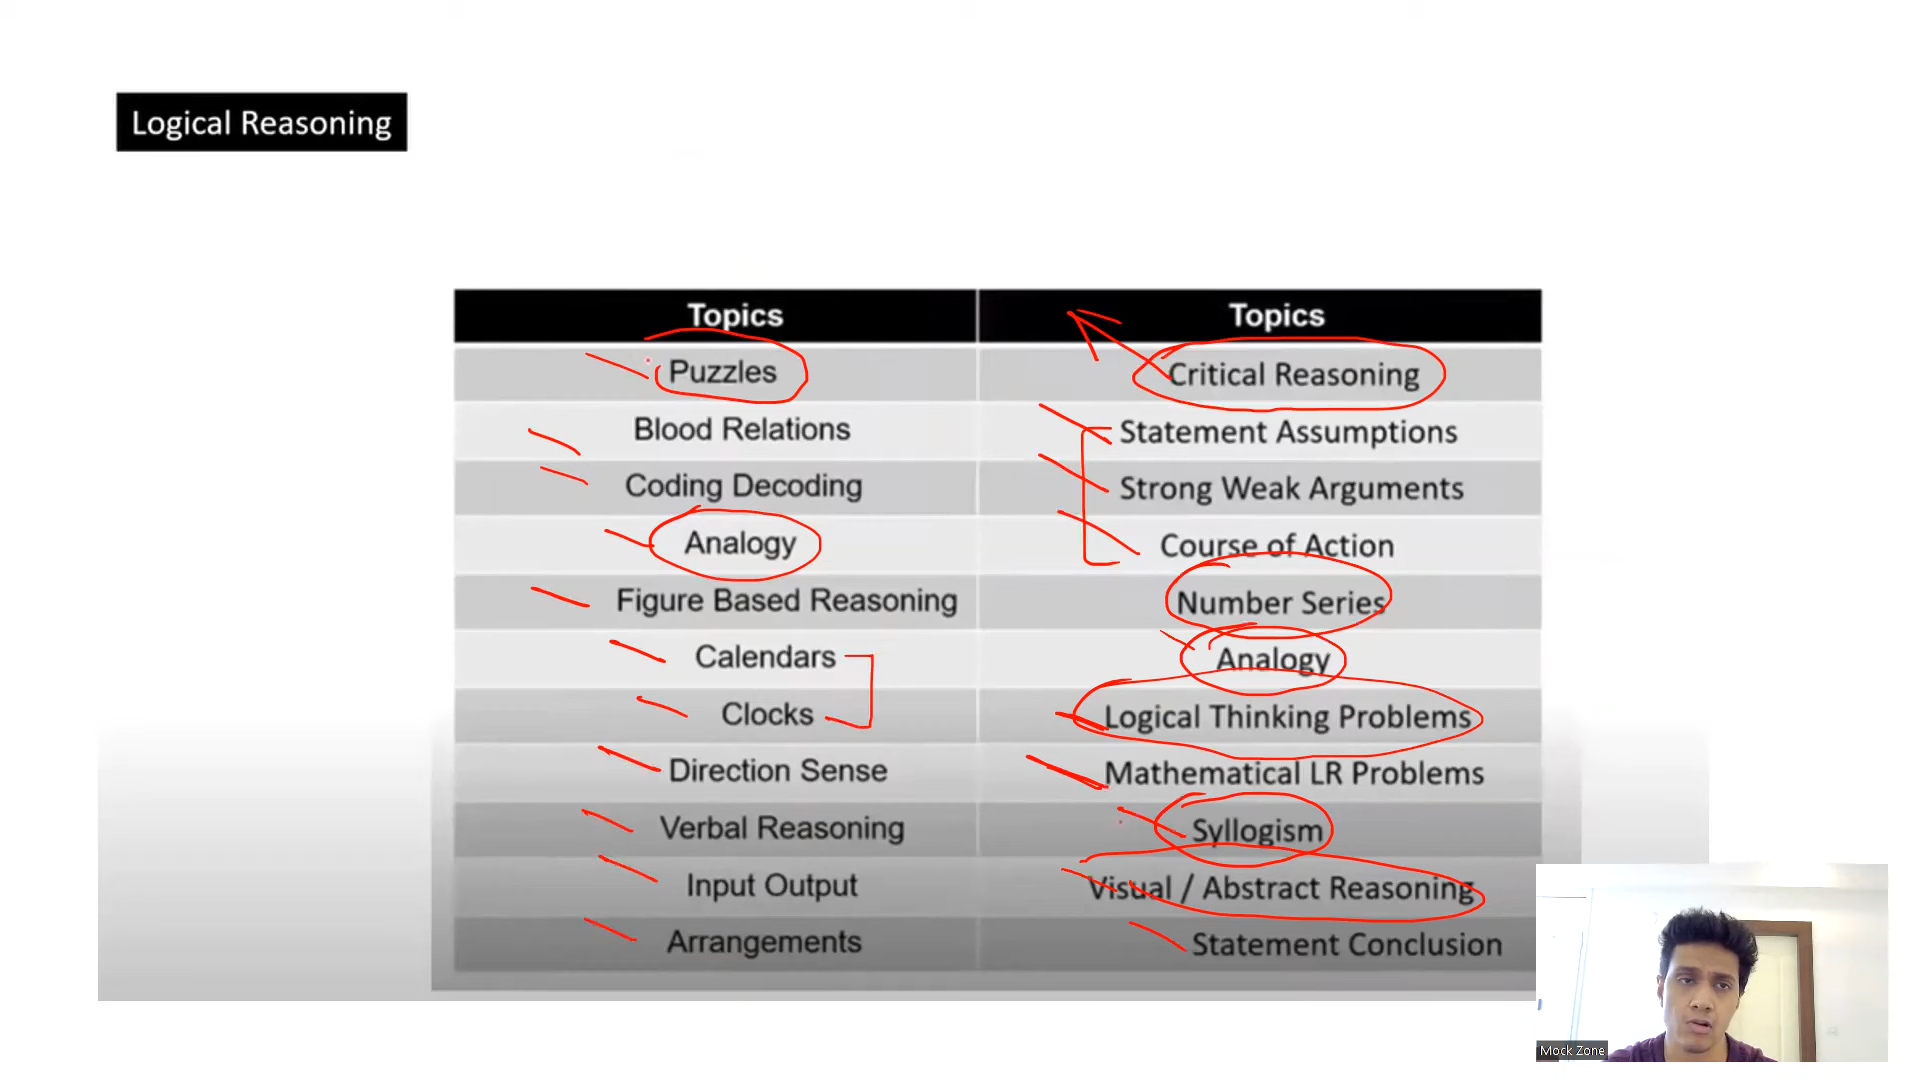 Logical Reasoning
Topics Topics
Puzzles Critical Reasoning
Blood Relations Statement Assumptions
Coding Decoding Strong Weak Arguments
Analogy Course of Action
Figure Based Reasoning Number Series
Calendars Analogy
Clocks Logical Thinking Problems
Direction Sense Mathematical LR Problems
Verbal Reasoning Syllogism
Input Output Visual / Abstract Reasoning
Arrangements Statement Conclusion
Mock Zone